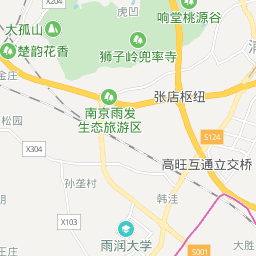 X204
虎凹
响堂桃源谷
大孤山
楚韵花香
狮子岭兜率寺
金庄
张店枢纽
南京雨发
生态旅游区
松园
S124
X304
高旺互通立交桥
孙垄村
韩洼
X103
雨润大学
S001
大胜